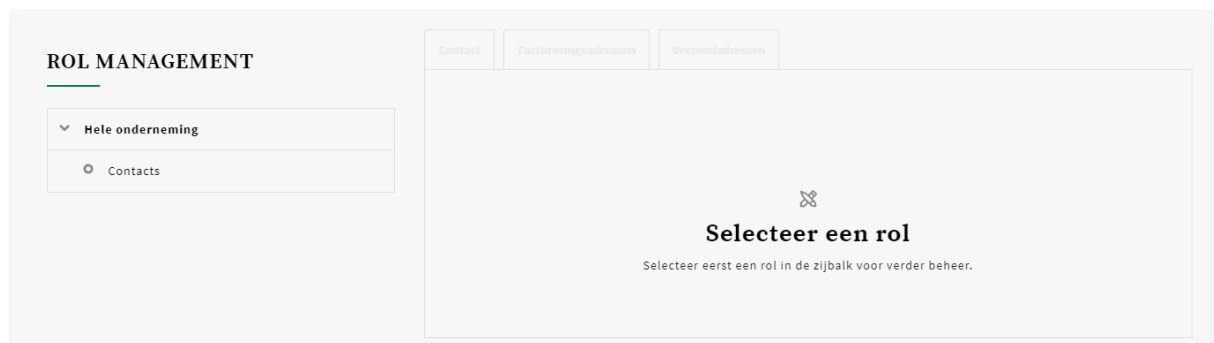 ROL MANAGEMENT
Hele onderneming
Contacts
Contact
Factureringsadressen
Verzendadressen
Selecteer een rol
Selecteer eerst een rol in de zijbalk voor verder beheer.